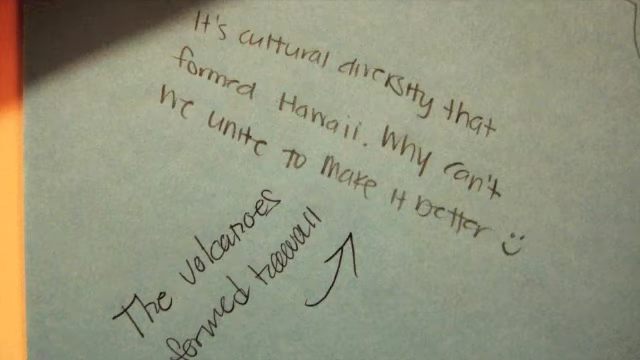 It's cultural diversity that
formed Hawaii. Why can't
we unite to make it better :)
The volcanoes
formed Hawaii